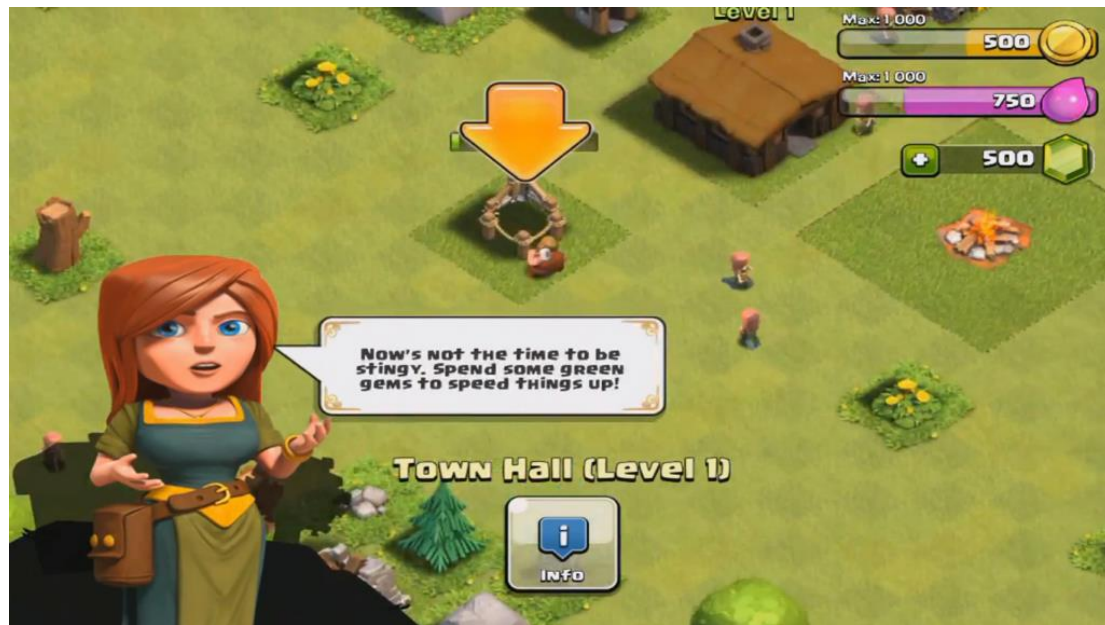 Level 1
Max: 1 000
500
Max: 1 000
750
500
Now's not the time to be
stingy. Spend some green
gems to speed things up!
Town Hall (Level 1)
i
Info